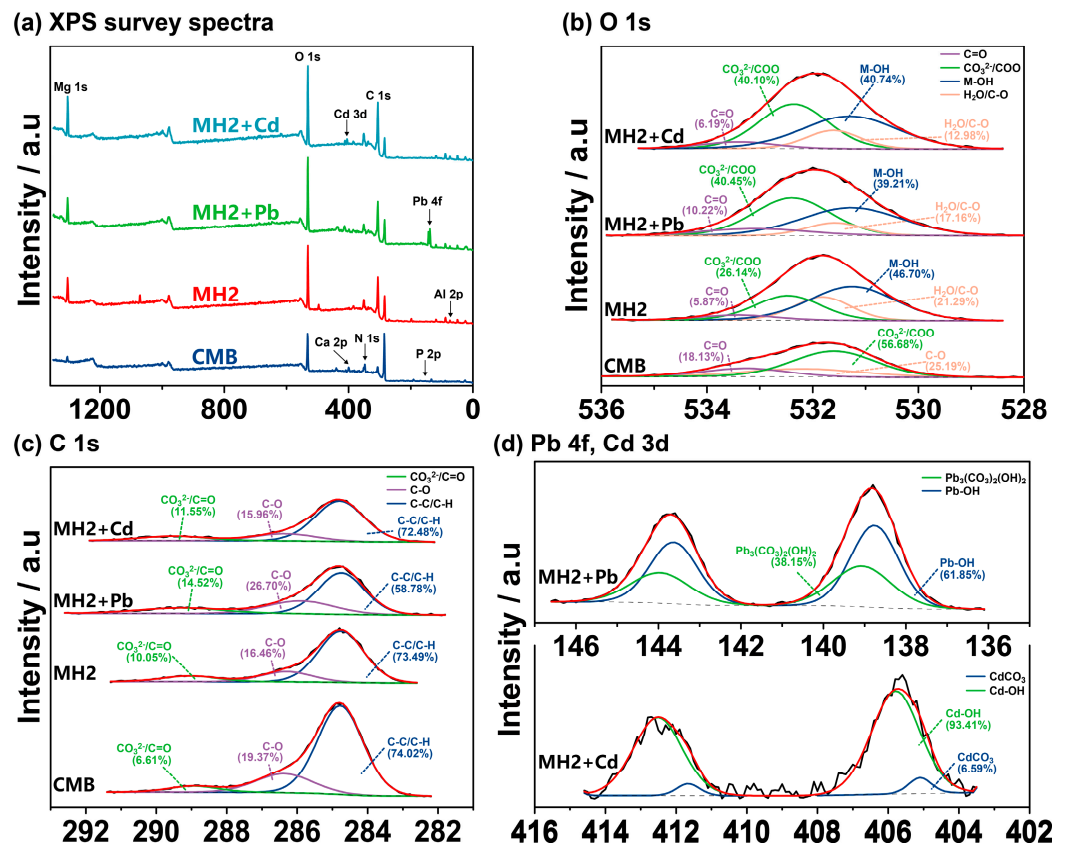 (a) XPS survey spectra
Intensity / a.u
Mg 1s
O 1s
C 1s
Cd 3d
MH2+Cd
Pb 4f
MH2+Pb
Al 2p
MH2
Ca 2p
N 1s
P 2p
CMB
1200 800 400 0
(b) O 1s
Intensity / a.u
C=O
CO₃²⁻/COO
M-OH
H₂O/C-O
CO₃²⁻/COO
(40.10%)
M-OH
(40.74%)
C=O
(6.19%)
H₂O/C-O
(12.98%)
MH2+Cd
CO₃²⁻/COO
(40.45%)
M-OH
(39.21%)
C=O
(10.22%)
H₂O/C-O
(17.16%)
MH2+Pb
CO₃²⁻/COO
(26.14%)
M-OH
(46.70%)
C=O
(5.87%)
H₂O/C-O
(21.29%)
MH2
C=O
(18.13%)
CO₃²⁻/COO
(56.68%)
C-O
(25.19%)
CMB
536 534 532 530 528
(c) C 1s
Intensity / a.u
CO₃²⁻/C=O
C-O
C-C/C-H
CO₃²⁻/C=O
(11.55%)
C-O
(15.96%)
C-C/C-H
(72.48%)
MH2+Cd
CO₃²⁻/C=O
(14.52%)
C-O
(26.70%)
C-C/C-H
(58.78%)
MH2+Pb
CO₃²⁻/C=O
(10.05%)
C-O
(16.46%)
C-C/C-H
(73.49%)
MH2
CO₃²⁻/C=O
(6.61%)
C-O
(19.37%)
C-C/C-H
(74.02%)
CMB
292 290 288 286 284 282
(d) Pb 4f, Cd 3d
Intensity / a.u
Pb₃(CO₃)₂(OH)₂
Pb-OH
Pb₃(CO₃)₂(OH)₂
(38.15%)
Pb-OH
(61.85%)
MH2+Pb
146 144 142 140 138 136
CdCO₃
Cd-OH
Cd-OH
(93.41%)
CdCO₃
(6.59%)
MH2+Cd
416 414 412 410 408 406 404 402